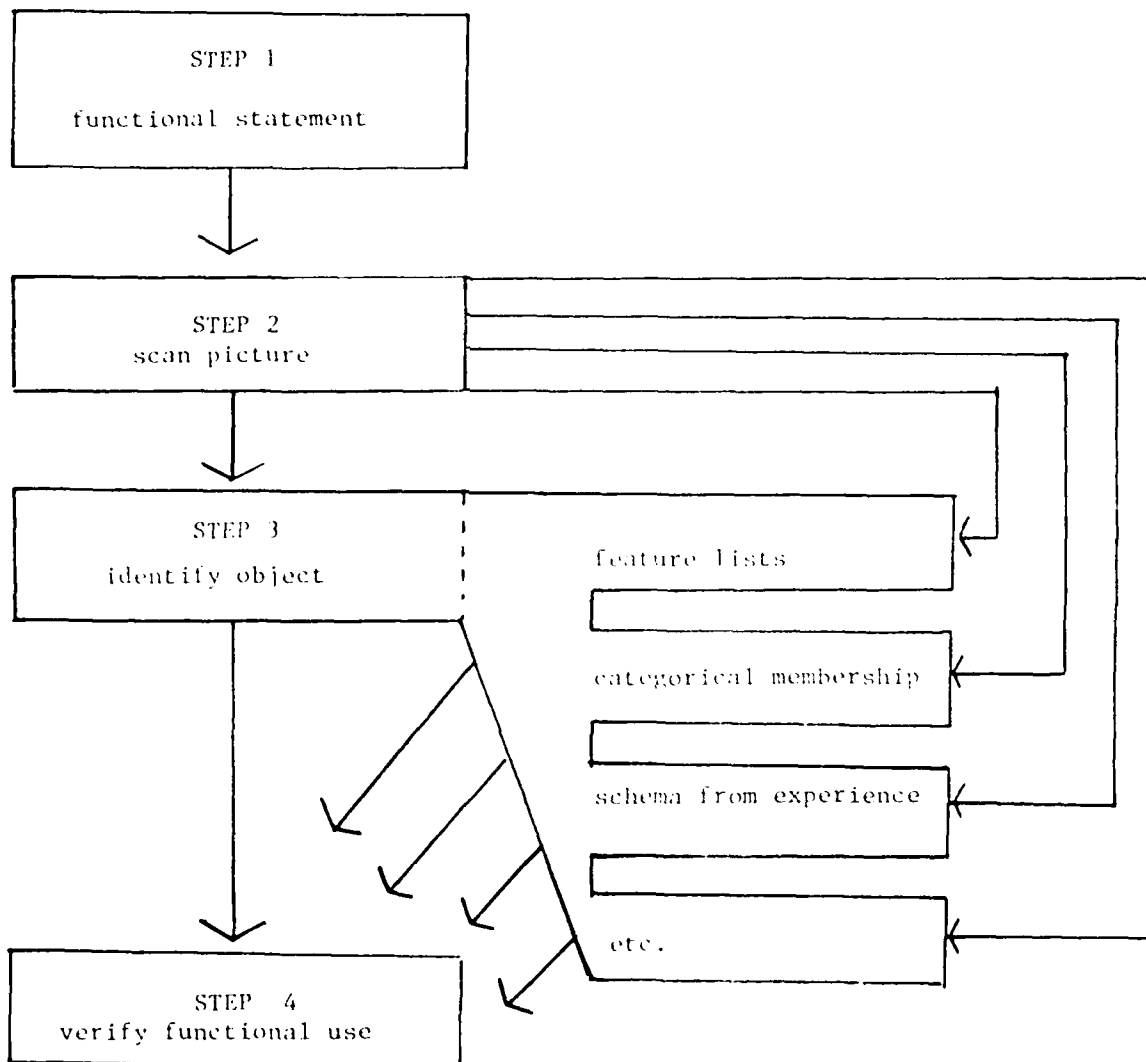 STEP 1
functional statement
STEP 2
scan picture
STEP 3
identify object
feature lists
categorical membership
schema from experience
etc.
STEP 4
verify functional use